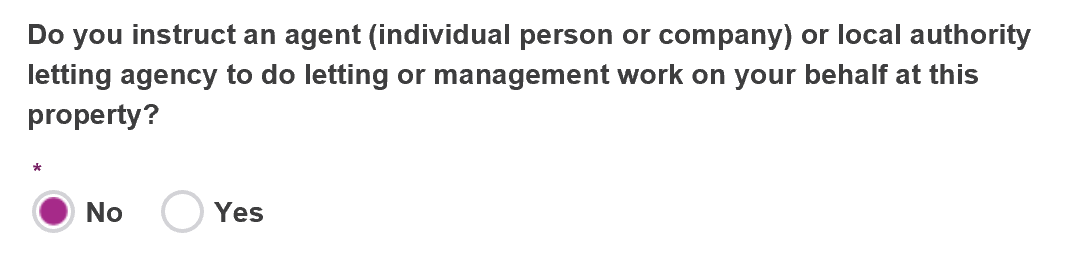 Do you instruct an agent (individual person or company) or local authority
letting agency to do letting or management work on your behalf at this
property?
*
No Yes